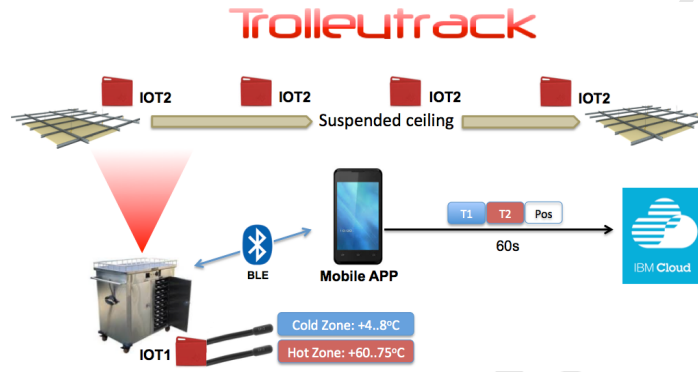 Trolleytrack
IOT2
IOT2
IOT2
IOT2
Suspended ceiling
T1
T2
Pos
60s
BLE
Mobile APP
IBM Cloud
Cold Zone: +4..8ºC
Hot Zone: +60..75ºC
IOT1